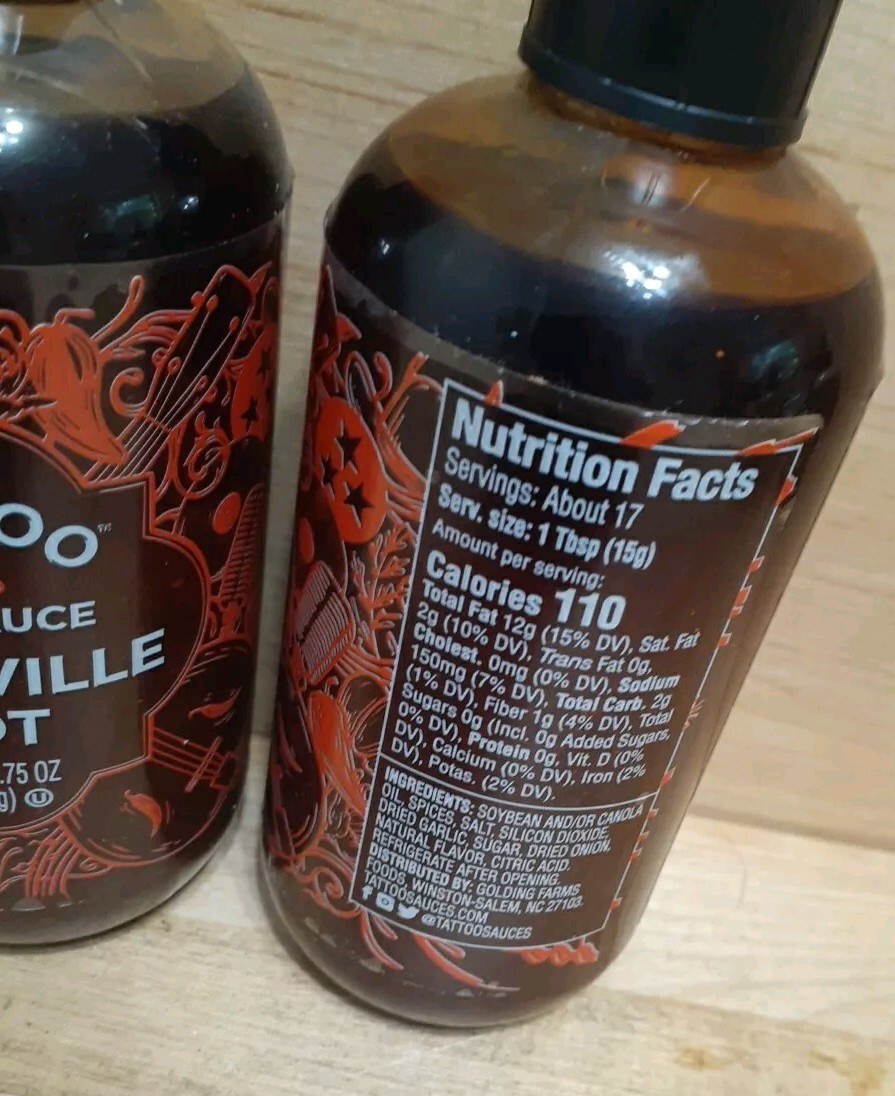 OO™
UCE
VILLE
OT
.75 OZ
g) U
Nutrition Facts
Servings: About 17
Serv. size: 1 Tbsp (15g)
Amount per serving:
Calories 110
Total Fat 12g (15% DV), Sat. Fat
2g (10% DV), Trans Fat 0g,
Cholest. 0mg (0% DV), Sodium
150mg (7% DV), Total Carb. 2g
(1% DV), Fiber 1g (4% DV), Total
Sugars 0g (Incl. 0g Added Sugars,
0% DV), Protein 0g, Vit. D (0%
DV), Calcium (0% DV), Iron (2%
DV), Potas. (2% DV).
INGREDIENTS: SOYBEAN AND/OR CANOLA
OIL, SPICES, SALT, SILICON DIOXIDE,
DRIED GARLIC, SUGAR, DRIED ONION,
NATURAL FLAVOR, CITRIC ACID.
REFRIGERATE AFTER OPENING.
DISTRIBUTED BY: GOLDING FARMS
FOODS, WINSTON-SALEM, NC 27103.
TATTOOSAUCES.COM
@TATTOOSAUCES